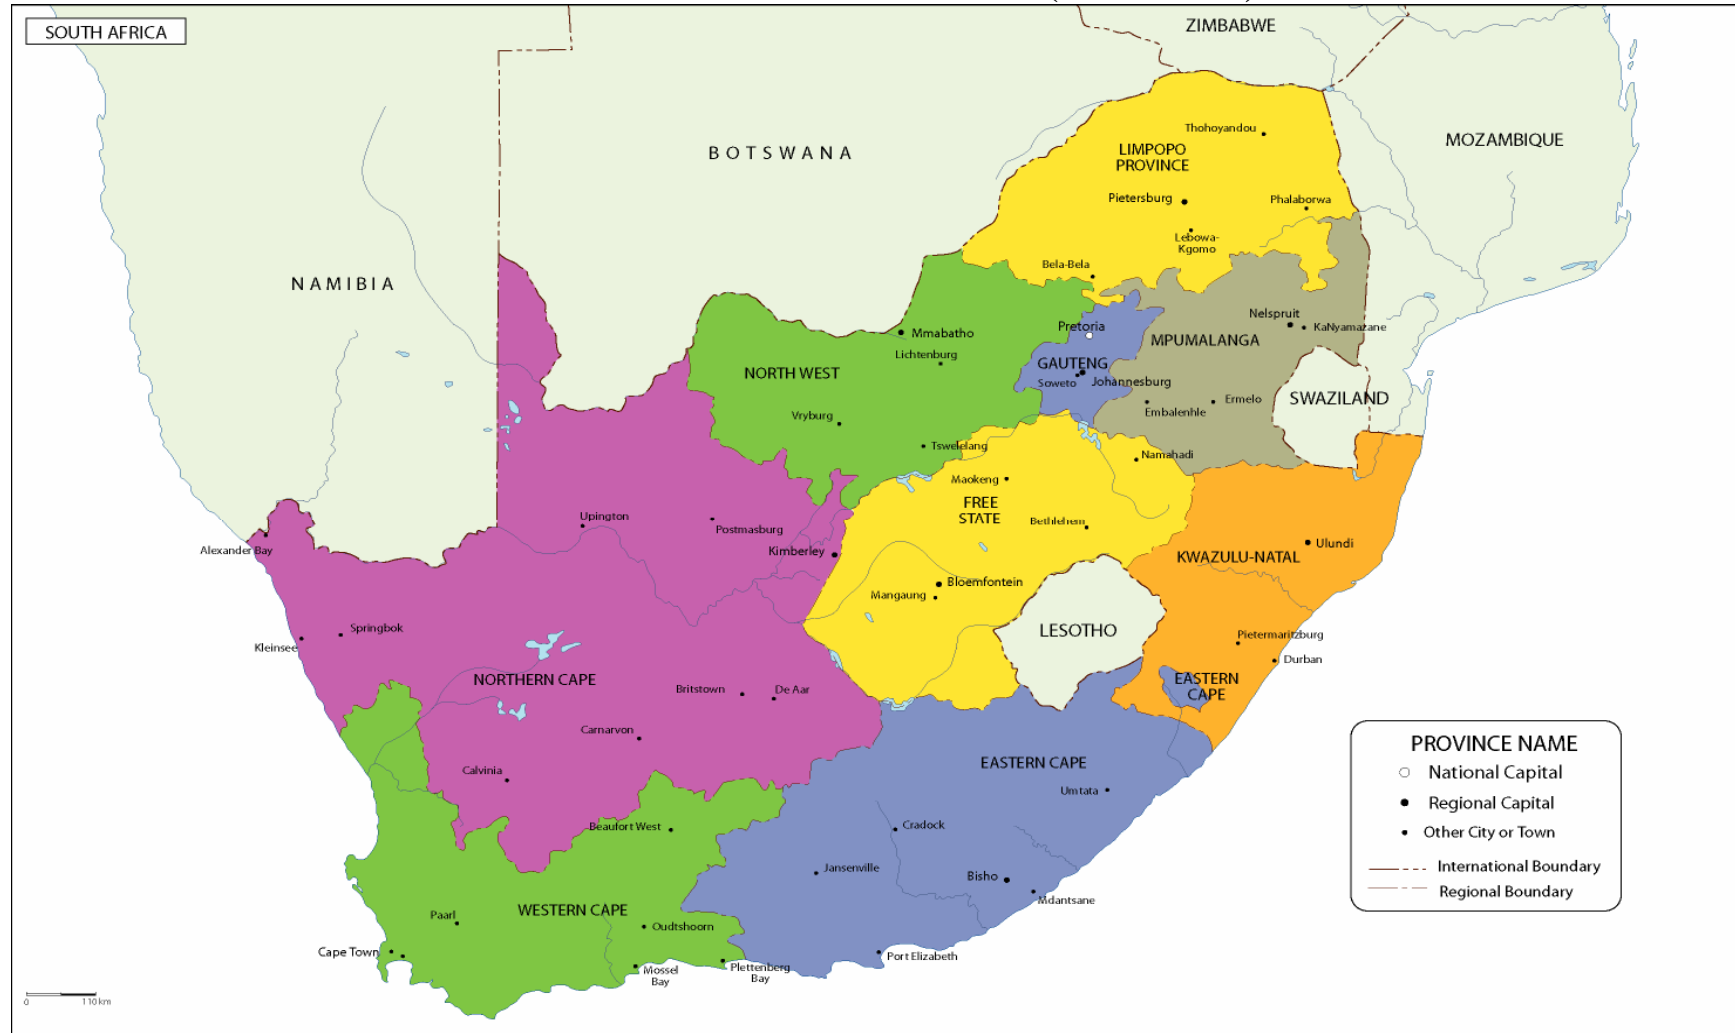 SOUTH AFRICA
ZIMBABWE
MOZAMBIQUE
BOTSWANA
NAMIBIA
Thohoyandou
LIMPOPO
PROVINCE
Pietersburg
Phalaborwa
Lebowa-
Kgomo
Bela-Bela
Nelspruit
KaNyamazane
Pretoria
MPUMALANGA
Mmabatho
Lichtenburg
NORTH WEST
GAUTENG
Soweto
Johannesburg
SWAZILAND
Embalenhle
Ermelo
Vryburg
Tswelelang
Namahadi
Maokeng
FREE
STATE
Bethlehem
Upington
Postmasburg
Kimberley
Alexander Bay
KWAZULU-NATAL
Ulundi
Bloemfontein
Mangaung
LESOTHO
Springbok
Kleinsee
Pietermaritzburg
Durban
NORTHERN CAPE
Britstown
De Aar
EASTERN
CAPE
Carnarvon
Calvinia
EASTERN CAPE
Umtata
Beaufort West
Cradock
Jansenville
Bisho
Mdantsane
WESTERN CAPE
Paarl
Oudtshoorn
Cape Town
Mossel
Bay
Plettenberg
Bay
Port Elizabeth
PROVINCE NAME
National Capital
Regional Capital
Other City or Town
International Boundary
Regional Boundary
0 110 km